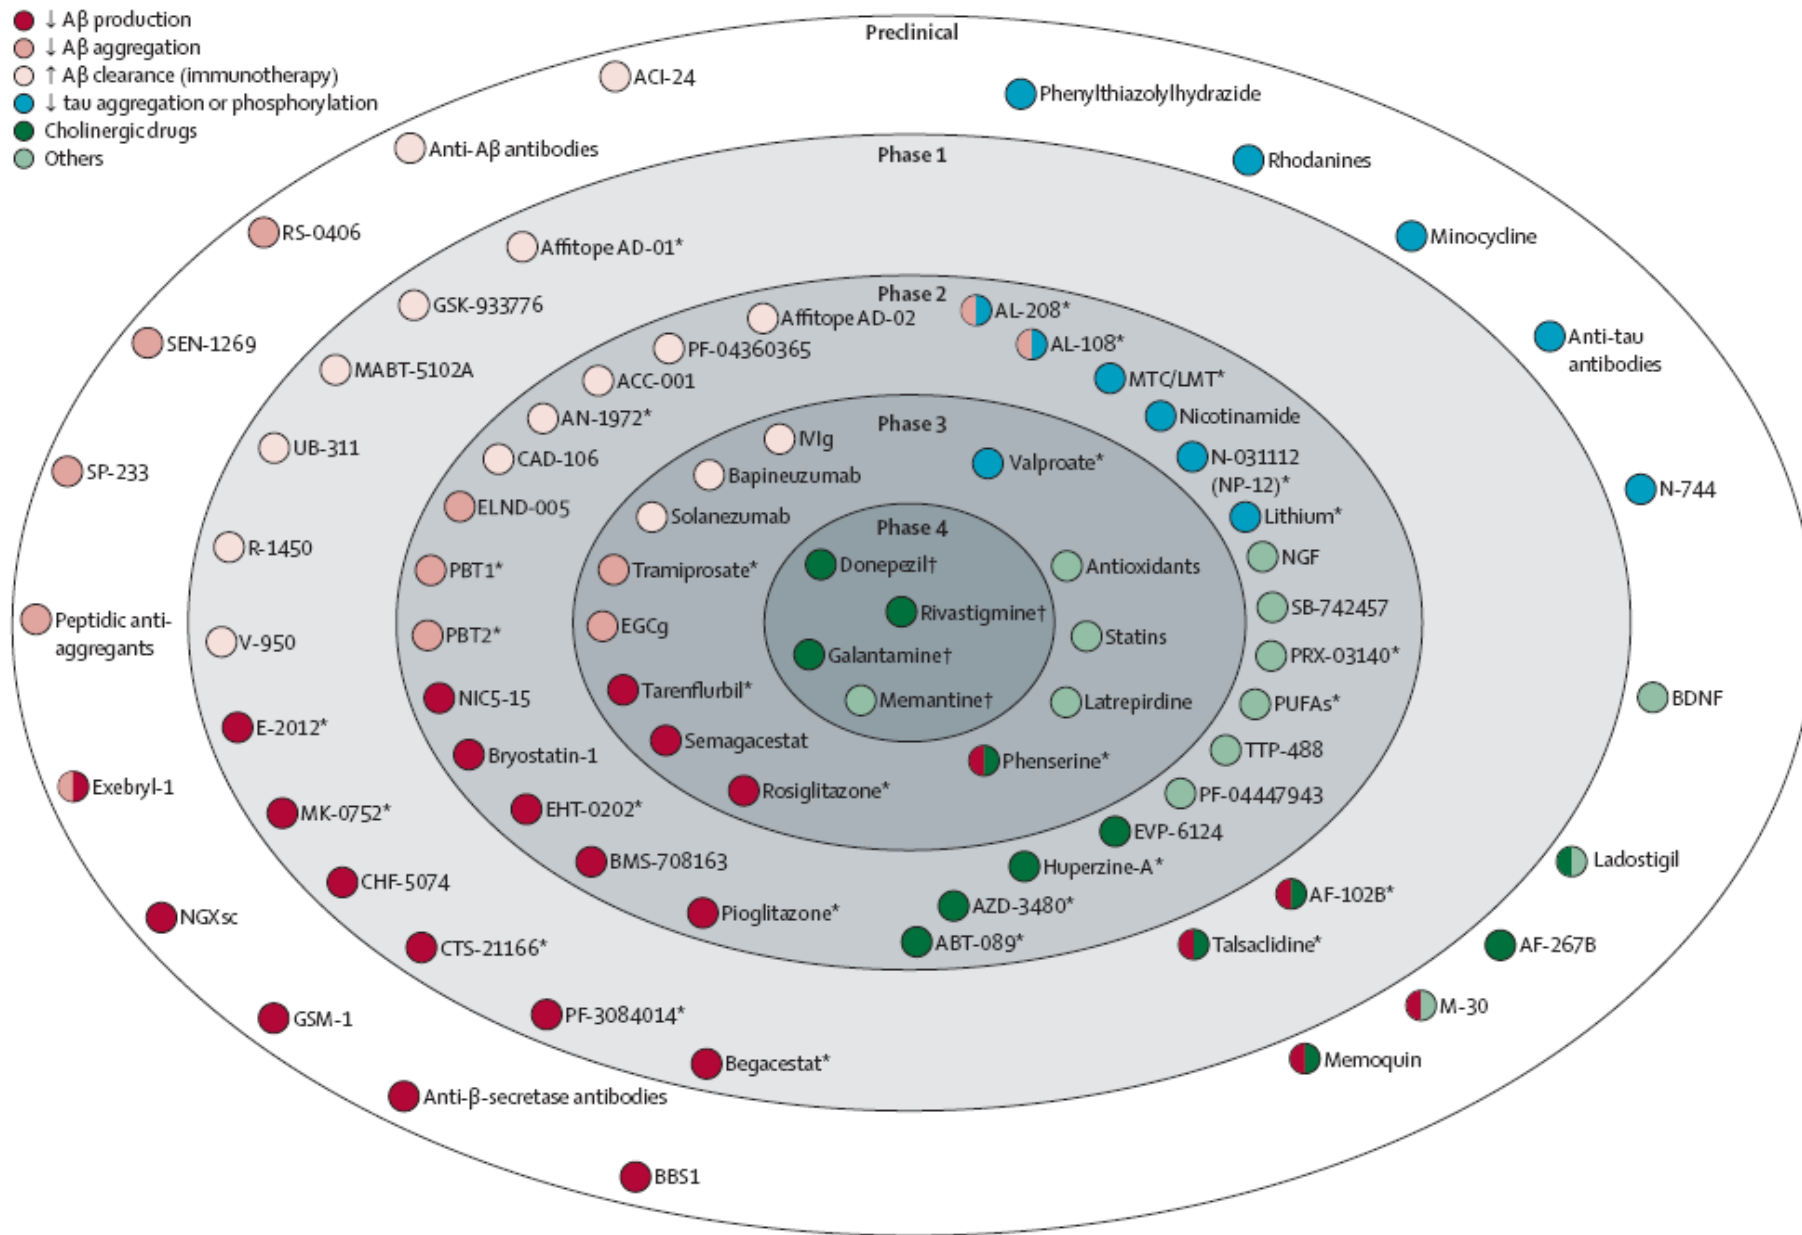 ↓ Aβ production
↓ Aβ aggregation
↑ Aβ clearance (immunotherapy)
↓ tau aggregation or phosphorylation
Cholinergic drugs
Others
Preclinical
ACI-24
Phenylthiazolylhydrazide
Anti-Aβ antibodies
Rhodanines
RS-0406
Minocycline
SEN-1269
Anti-tau
antibodies
SP-233
N-744
Peptidic anti-
aggregants
BDNF
Exebryl-1
Ladostigil
NGXsc
AF-267B
GSM-1
M-30
Memoquin
Anti-β-secretase antibodies
BBS1
Phase 1
Affitope AD-01*
GSK-933776
MABT-5102A
UB-311
R-1450
V-950
E-2012*
MK-0752*
CHF-5074
CTS-21166*
PF-3084014*
Begacestat*
AF-102B*
Talsaclidine*
Phase 2
Affitope AD-02
AL-208*
PF-04360365
AL-108*
ACC-001
MTC/LMT*
AN-1972*
Nicotinamide
CAD-106
N-031112
(NP-12)*
ELND-005
Lithium*
PBT1*
NGF
PBT2*
SB-742457
PRX-03140*
NIC5-15
PUFAs*
Bryostatin-1
TTP-488
EHT-0202*
PF-04447943
BMS-708163
EVP-6124
Pioglitazone*
Huperzine-A*
AZD-3480*
ABT-089*
Phase 3
IVIg
Valproate*
Bapineuzumab
Solanezumab
Tramiprosate*
Antioxidants
EGCg
Statins
Tarenflurbil*
Latrepirdine
Semagacestat
Phenserine*
Rosiglitazone*
Phase 4
Donepezil†
Rivastigmine†
Galantamine†
Memantine†